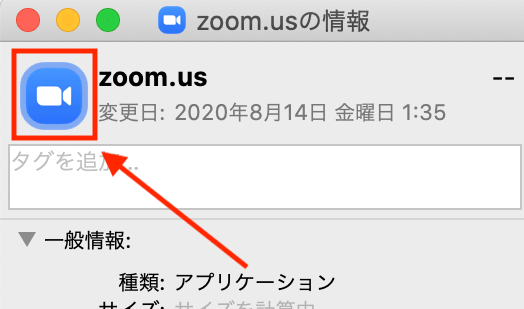 zoom.usの情報
zoom.us --
変更日: 2020年8月14日 金曜日 1:35
タグを追加...
一般情報:
種類: アプリケーション
サイズ: サイズを計算中